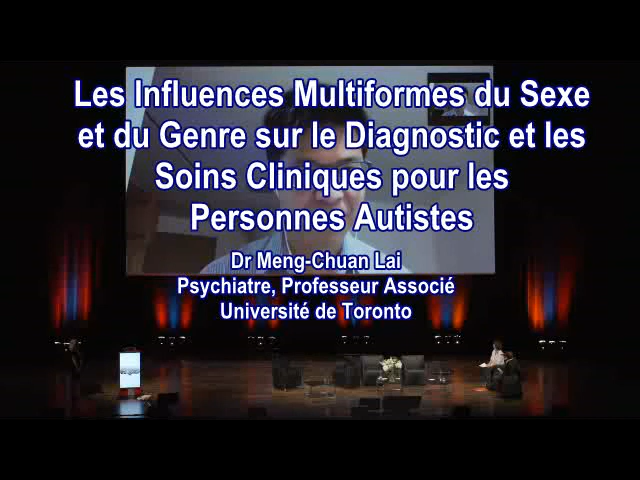 Les Influences Multiformes du Sexe
et du Genre sur le Diagnostic et les
Soins Cliniques pour les
Personnes Autistes
Dr Meng-Chuan Lai
Psychiatre, Professeur Associé
Université de Toronto